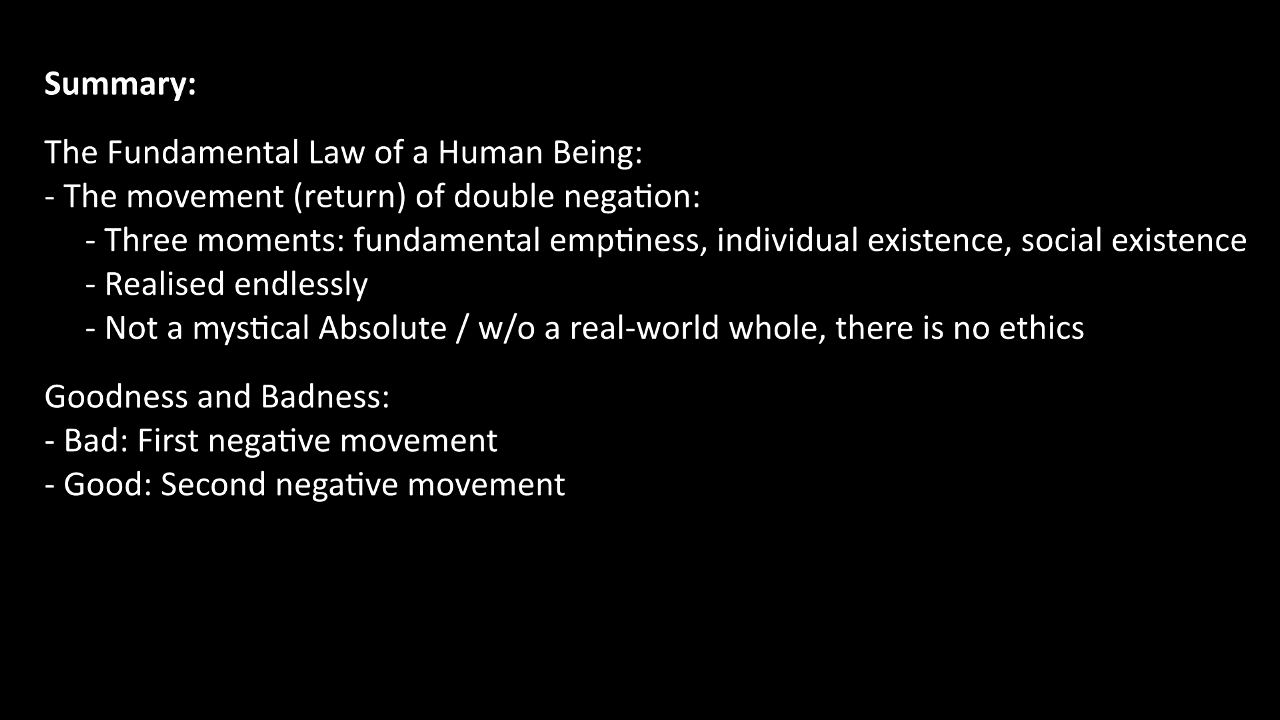 Summary:
The Fundamental Law of a Human Being:
- The movement (return) of double negation:
- Three moments: fundamental emptiness, individual existence, social existence
- Realised endlessly
- Not a mystical Absolute / w/o a real-world whole, there is no ethics
Goodness and Badness:
- Bad: First negative movement
- Good: Second negative movement